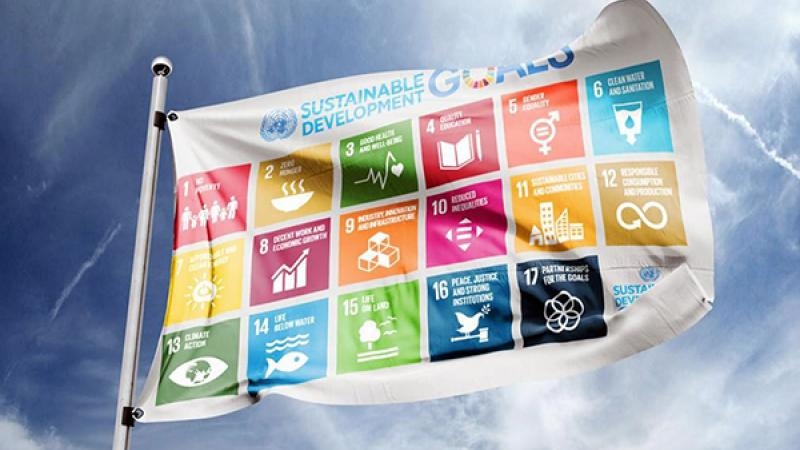 SUSTAINABLE
DEVELOPMENT
GOALS
1 NO
POVERTY
2 ZERO
HUNGER
3 GOOD HEALTH
AND WELL-BEING
4 QUALITY
EDUCATION
5 GENDER
EQUALITY
6 CLEAN WATER
AND SANITATION
7 AFFORDABLE AND
CLEAN ENERGY
8 DECENT WORK AND
ECONOMIC GROWTH
9 INDUSTRY, INNOVATION
AND INFRASTRUCTURE
10 REDUCED
INEQUALITIES
11 SUSTAINABLE CITIES
AND COMMUNITIES
12 RESPONSIBLE
CONSUMPTION
AND PRODUCTION
13 CLIMATE
ACTION
14 LIFE
BELOW WATER
15 LIFE
ON LAND
16 PEACE, JUSTICE
AND STRONG
INSTITUTIONS
17 PARTNERSHIPS
FOR THE GOALS